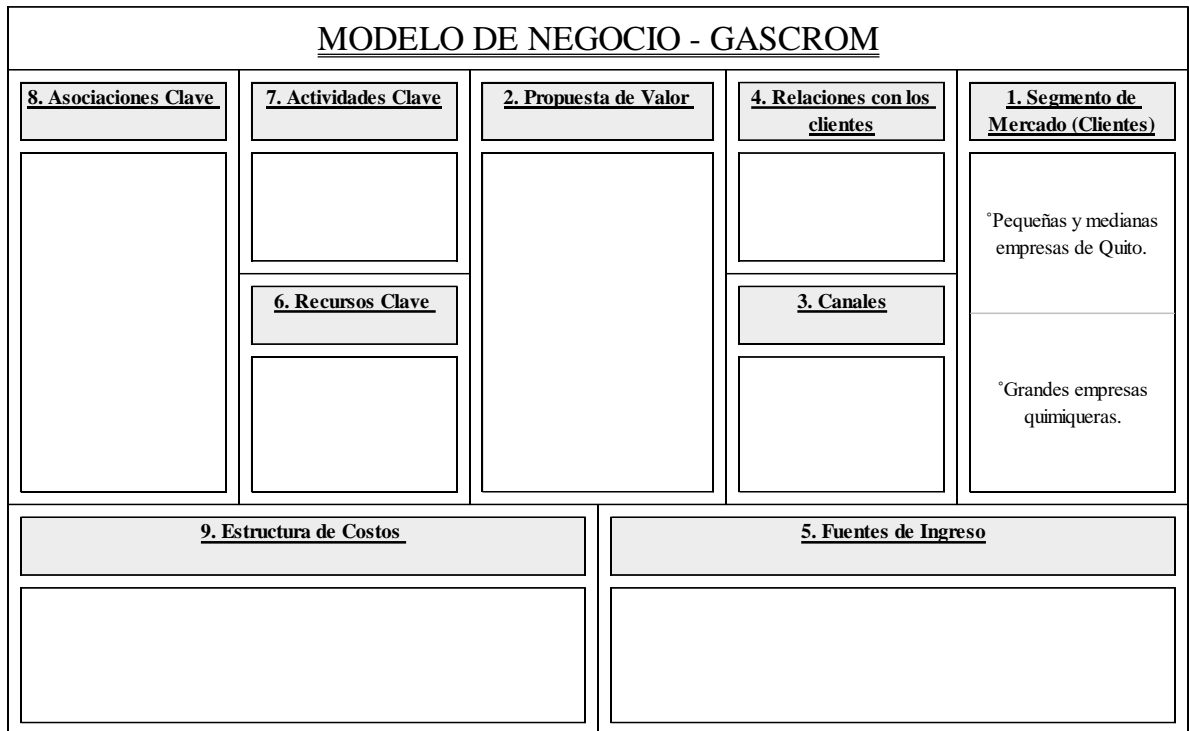 MODELO DE NEGOCIO - GASCROM
8. Asociaciones Clave
7. Actividades Clave
2. Propuesta de Valor
4. Relaciones con los
clientes
1. Segmento de
Mercado (Clientes)
˚Pequeñas y medianas
empresas de Quito.
6. Recursos Clave
3. Canales
˚Grandes empresas
quimiqueras.
9. Estructura de Costos
5. Fuentes de Ingreso